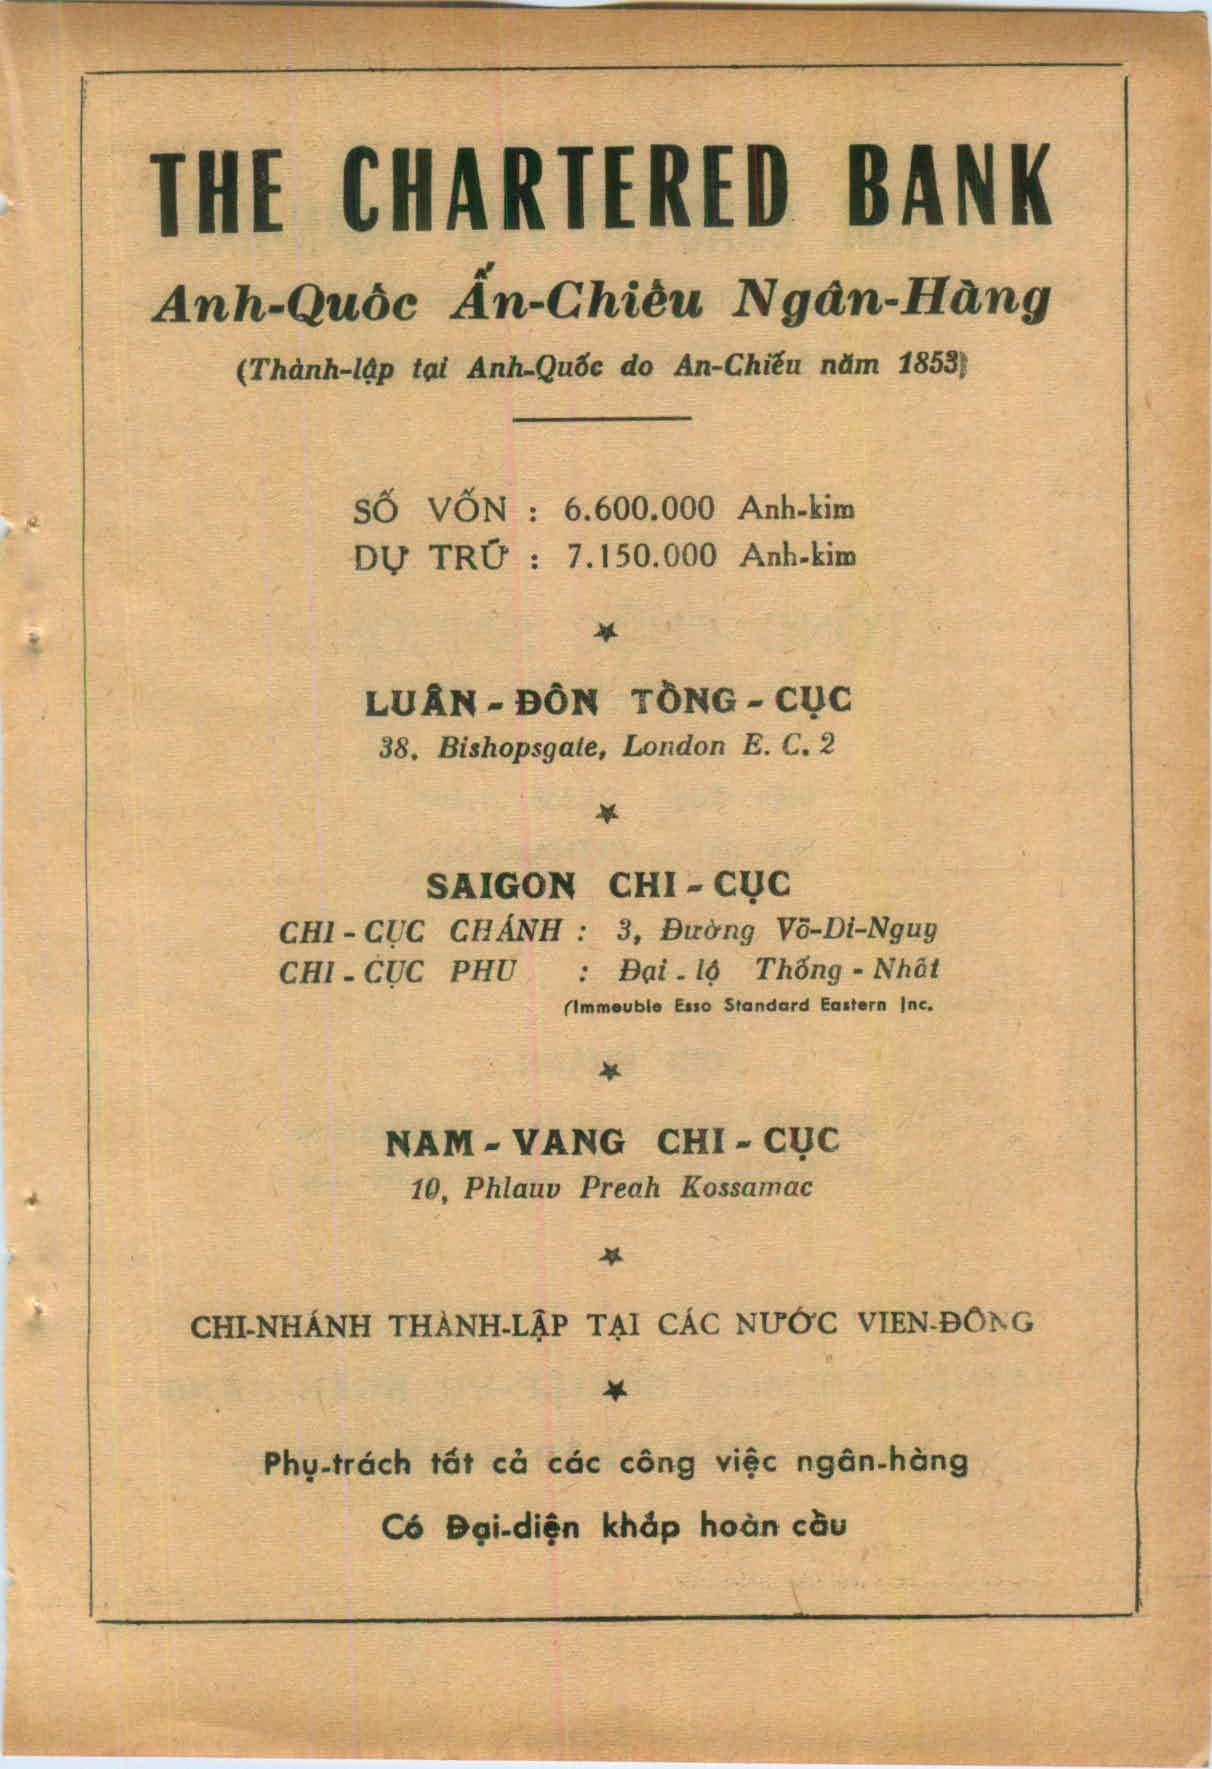 THE CHARTERED BANK
Anh-Quôc Ấn-Chiêu Ngân-Hàng
(Thành-lập tại Anh-Quốc do An-Chiếu năm 1853)
SỐ VỐN : 6.600.000 Anh-kim
DỰ TRỮ : 7.150.000 Anh-kim
LUÂN - ĐÔN TỒNG - CỤC
38, Bishopsgate, London E. C. 2
SAIGON CHI - CỤC
CHI - CỤC CHÁNH : 3, Đường Võ-Di-Nguy
CHI - CỤC PHU : Đại - lộ Thống - Nhất
(Immeuble Esso Standard Eastern Inc.
NAM - VANG CHI - CỤC
10, Phlauv Preah Kossamac
CHI-NHÁNH THÀNH-LẬP TẠI CÁC NƯỚC VIEN-ĐÔNG
Phụ-trách tất cả các công việc ngân-hàng
Có Đại-diện khắp hoàn cầu